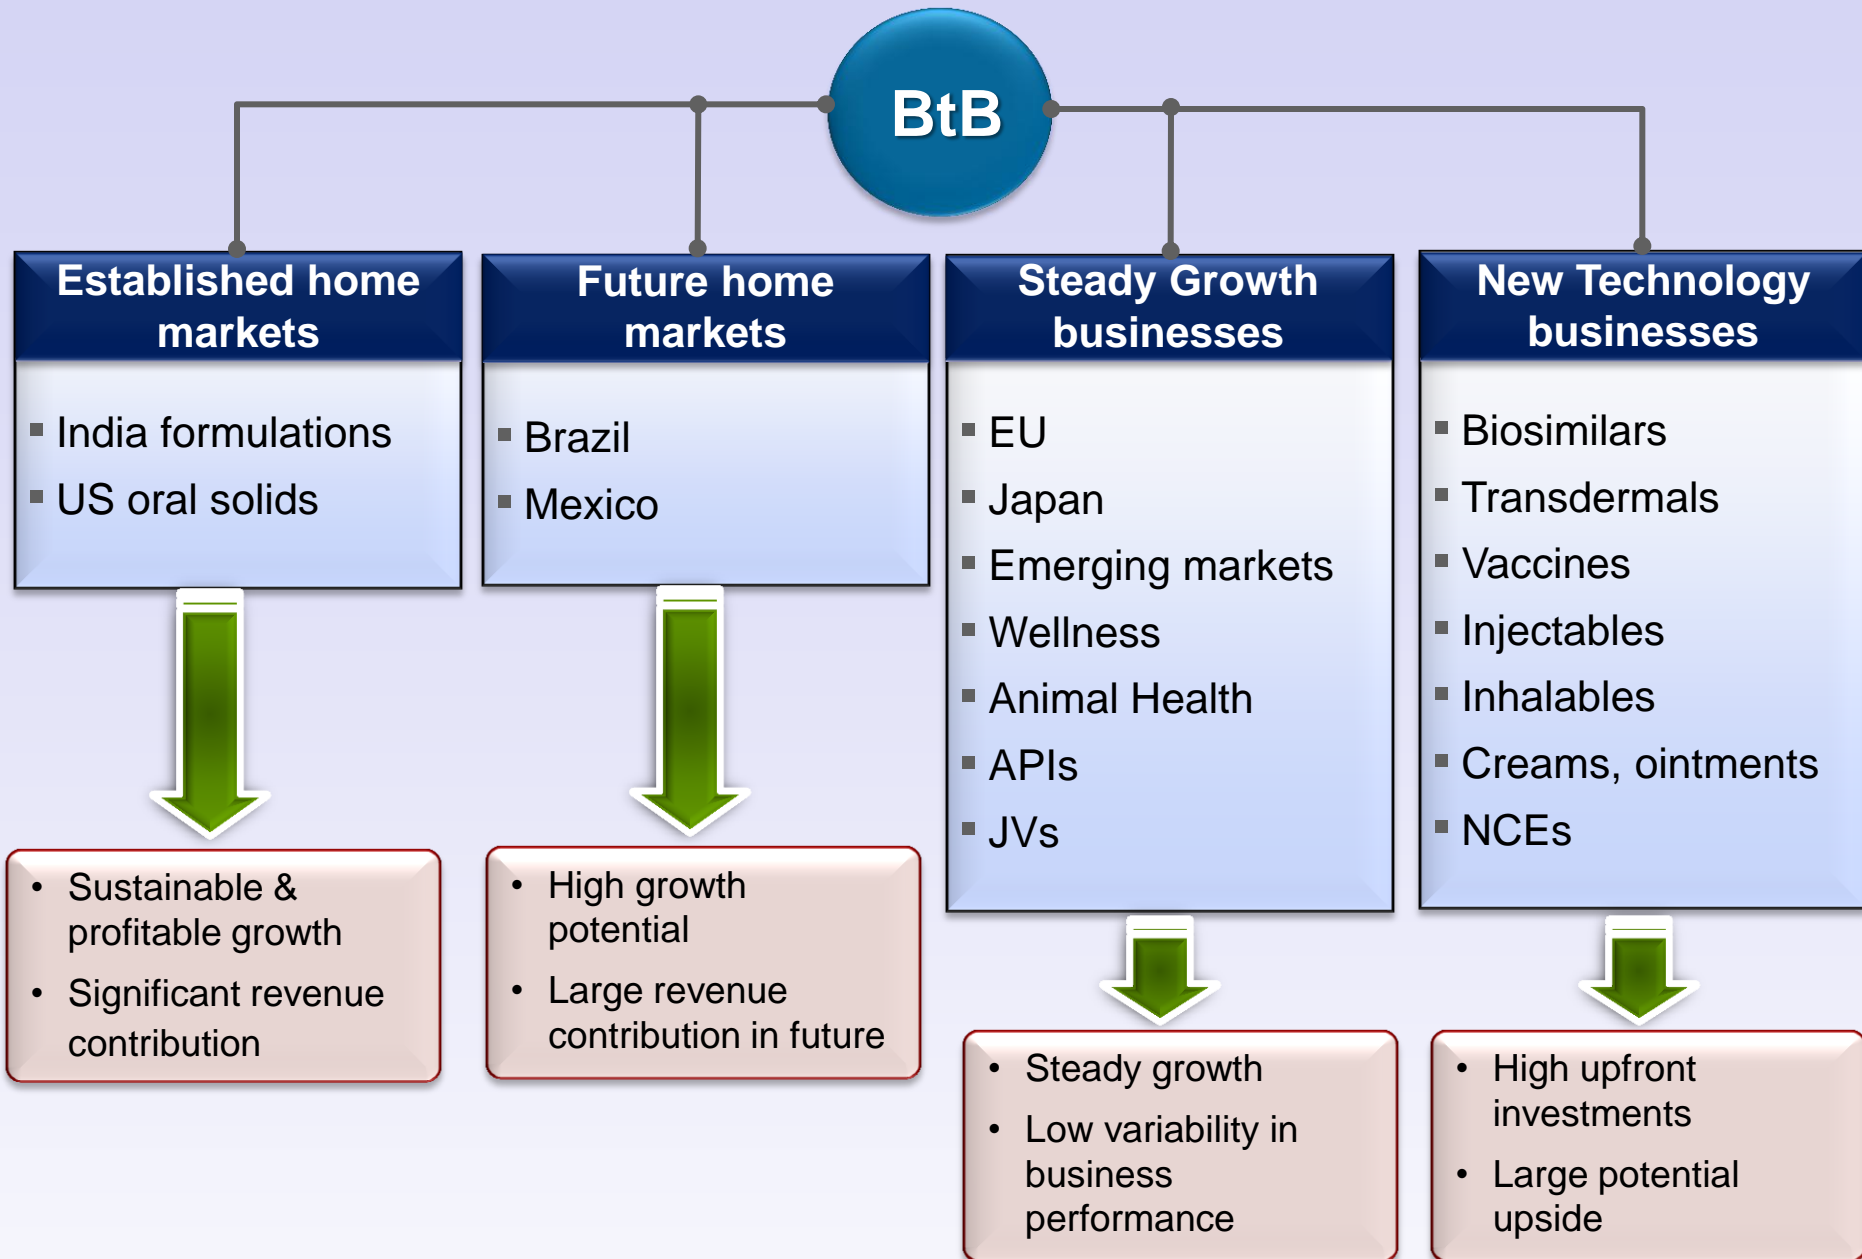 BtB
Established home
markets
▪ India formulations
▪ US oral solids
• Sustainable &
profitable growth
• Significant revenue
contribution
Future home
markets
▪ Brazil
▪ Mexico
• High growth
potential
• Large revenue
contribution in future
Steady Growth
businesses
▪ EU
▪ Japan
▪ Emerging markets
▪ Wellness
▪ Animal Health
▪ APIs
▪ JVs
• Steady growth
• Low variability in
business
performance
New Technology
businesses
▪ Biosimilars
▪ Transdermals
▪ Vaccines
▪ Injectables
▪ Inhalables
▪ Creams, ointments
▪ NCEs
• High upfront
investments
• Large potential
upside